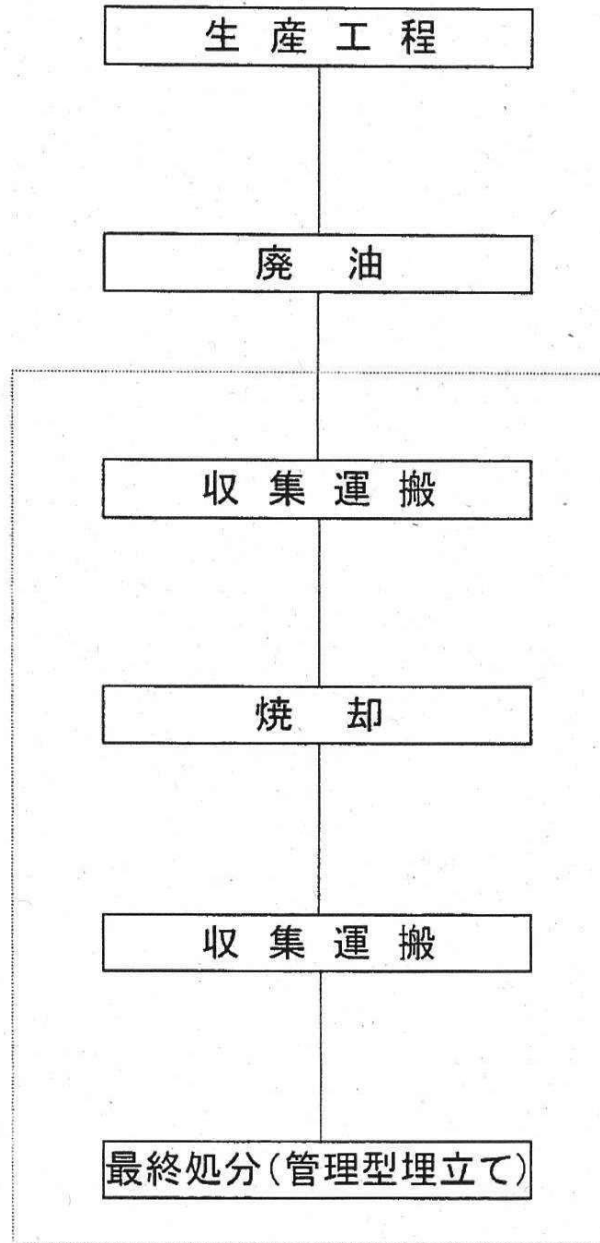 生産工程
廃油
収集運搬
焼却
収集運搬
最終処分(管理型埋立て)